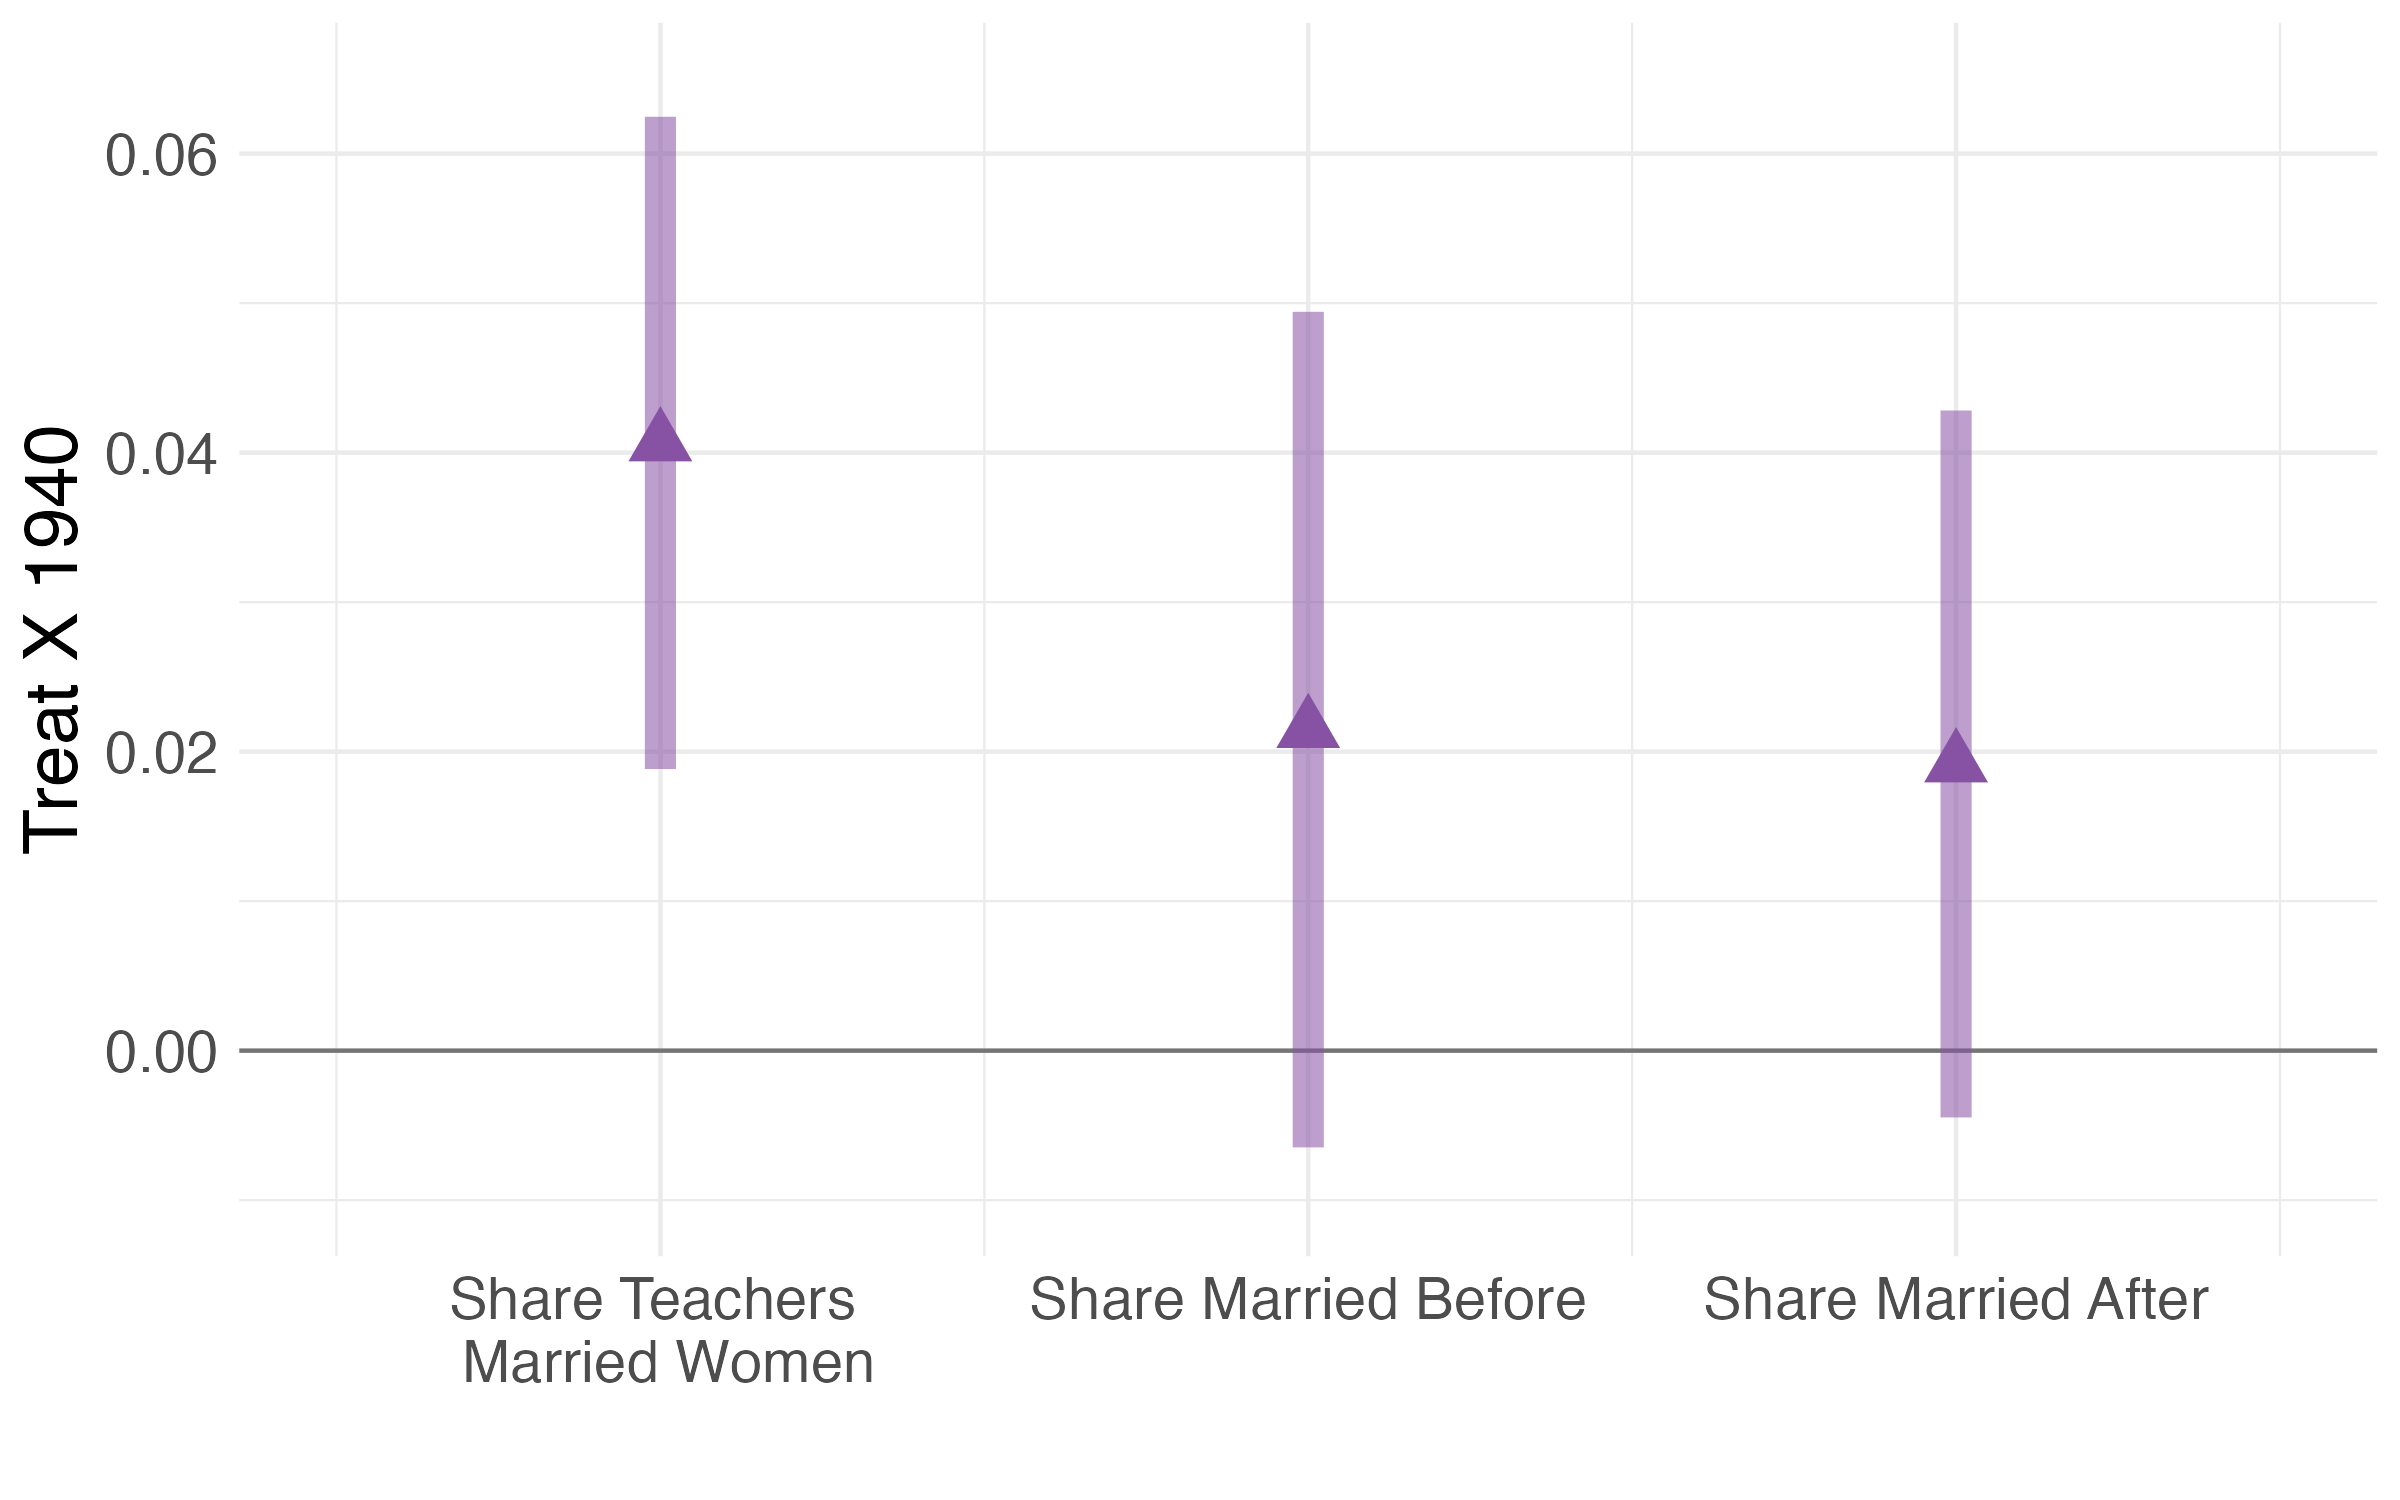 Treat X 1940
0.06
0.04
0.02
0.00
Share Teachers
Married Women
Share Married Before
Share Married After